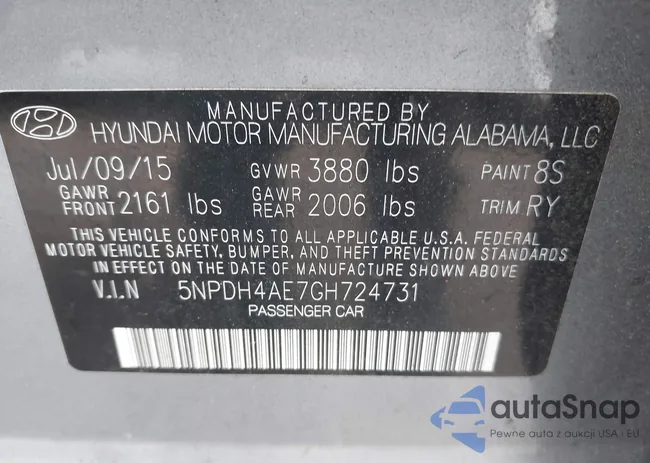 MANUFACTURED BY
HYUNDAI MOTOR MANUFACTURING ALABAMA, LLC
Jul/09/15 GVWR 3880 lbs PAINT 8S
GAWR FRONT 2161 lbs GAWR REAR 2006 lbs TRIM RY
THIS VEHICLE CONFORMS TO ALL APPLICABLE U.S.A. FEDERAL
MOTOR VEHICLE SAFETY, BUMPER, AND THEFT PREVENTION STANDARDS
IN EFFECT ON THE DATE OF MANUFACTURE SHOWN ABOVE
V.I.N 5NPDH4AE7GH724731
PASSENGER CAR
autaSnap
Pewne auta z aukcji USA i EU